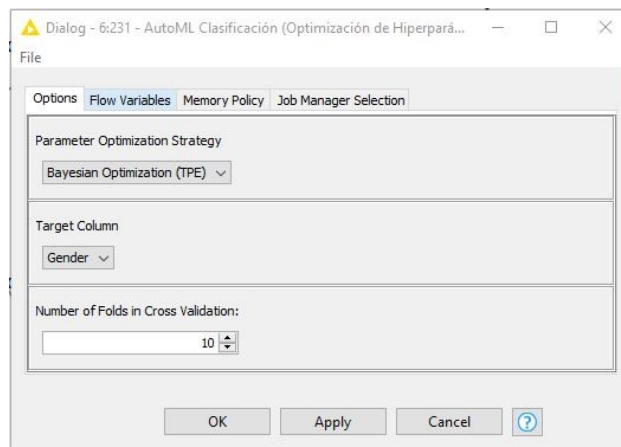 Dialog - 6:231 - AutoML Clasificación (Optimización de Hiperpará...
File
Options Flow Variables Memory Policy Job Manager Selection
Parameter Optimization Strategy
Bayesian Optimization (TPE)
Target Column
Gender
Number of Folds in Cross Validation:
10
OK Apply Cancel ?